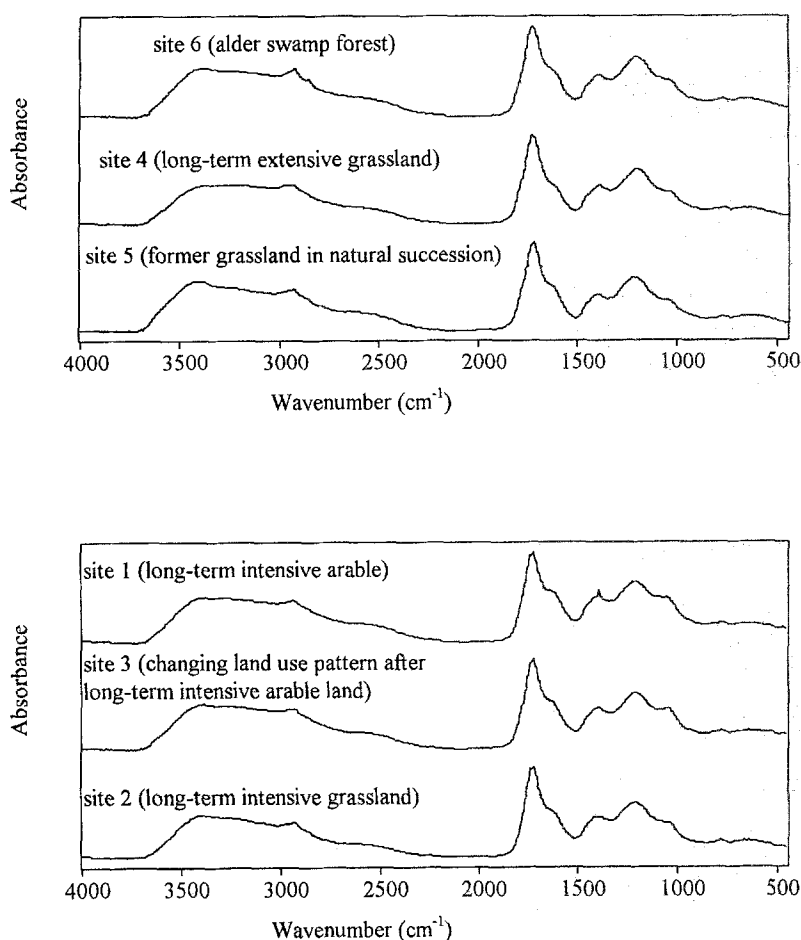 Absorbance
site 6 (alder swamp forest)
site 4 (long-term extensive grassland)
site 5 (former grassland in natural succession)
4000 3500 3000 2500 2000 1500 1000 500
Wavenumber (cm⁻¹)
Absorbance
site 1 (long-term intensive arable)
site 3 (changing land use pattern after
long-term intensive arable land)
site 2 (long-term intensive grassland)
4000 3500 3000 2500 2000 1500 1000 500
Wavenumber (cm⁻¹)